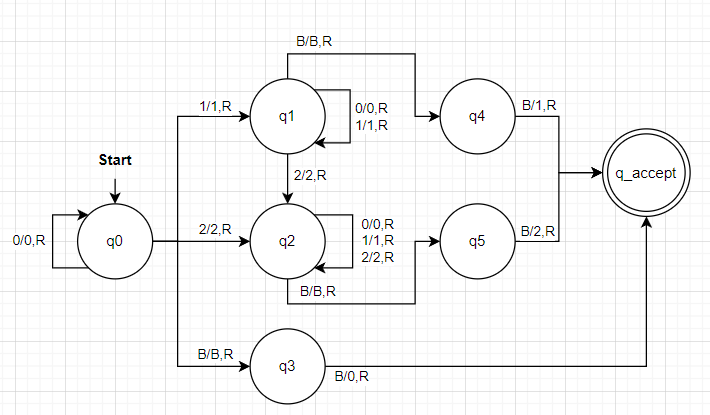 B/B,R
1/1,R
q1
0/0,R
1/1,R
q4
B/1,R
Start
2/2,R
q_accept
0/0,R
q0
2/2,R
q2
0/0,R
1/1,R
2/2,R
q5
B/2,R
B/B,R
B/B,R
q3
B/0,R